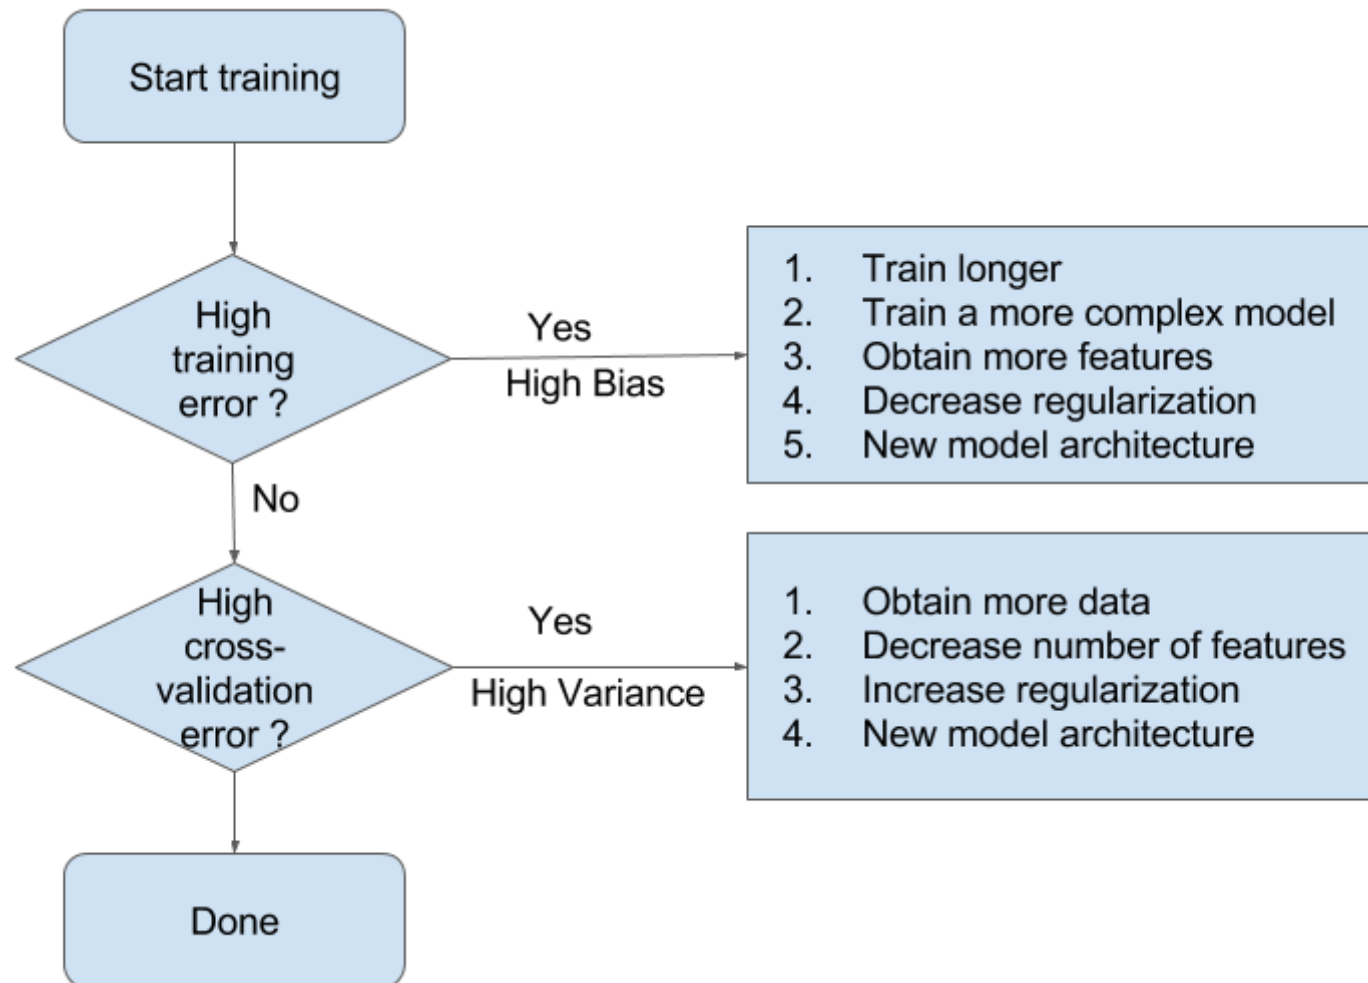 Start training
High
training
error ?
Yes
High Bias
1. Train longer
2. Train a more complex model
3. Obtain more features
4. Decrease regularization
5. New model architecture
No
High
cross-
validation
error ?
Yes
High Variance
1. Obtain more data
2. Decrease number of features
3. Increase regularization
4. New model architecture
Done